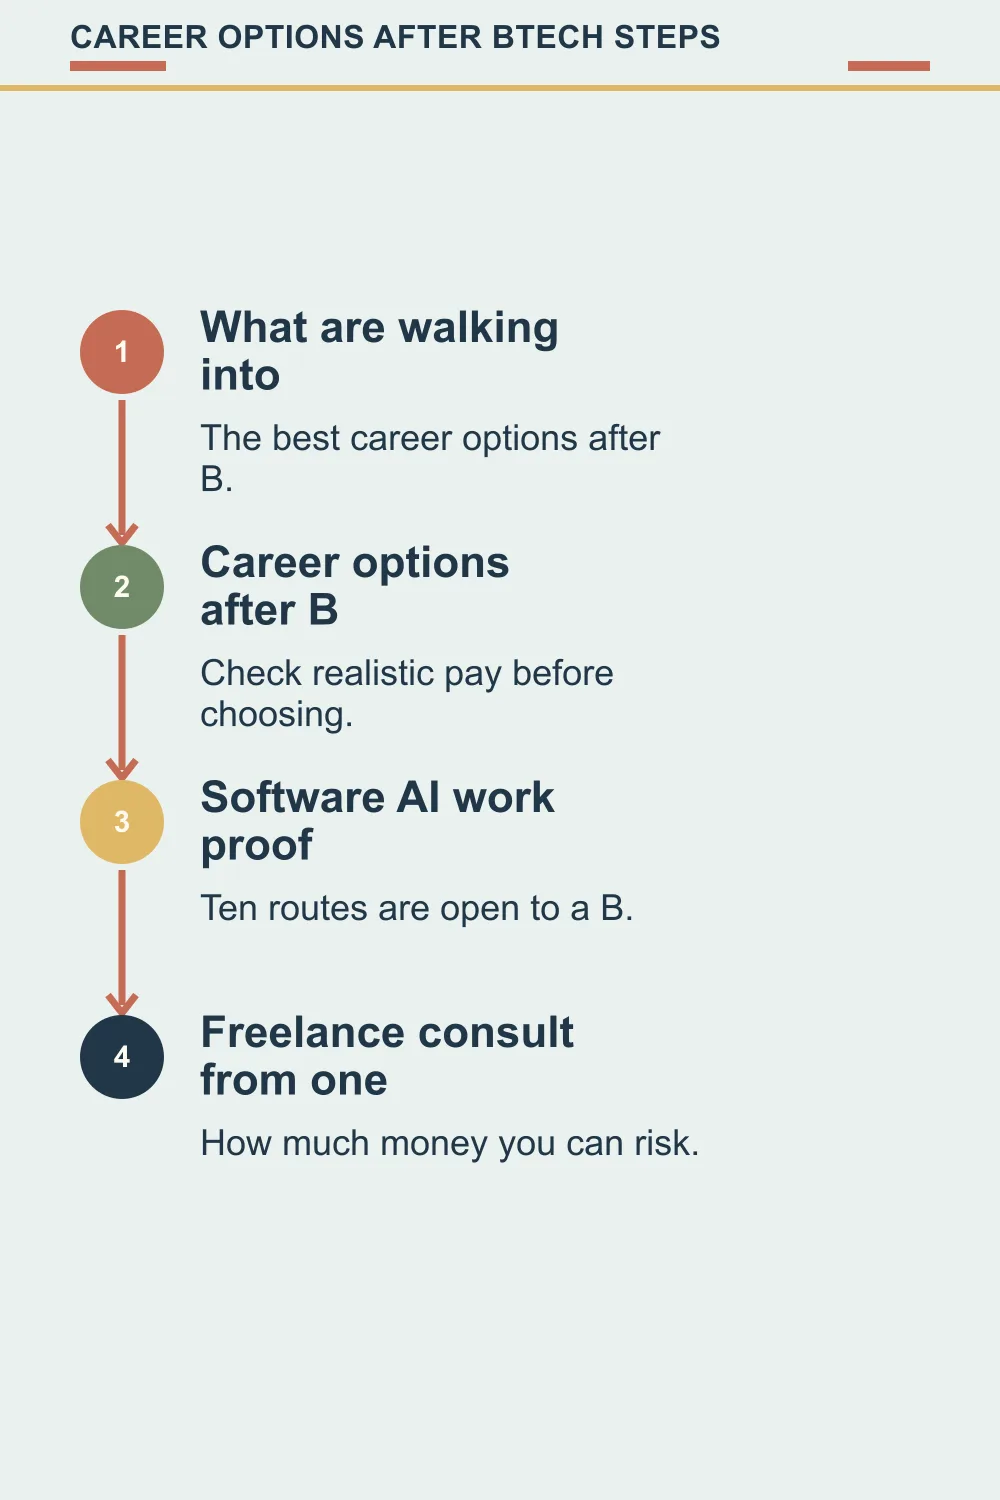 CAREER OPTIONS AFTER BTECH STEPS
1
What are walking
into
The best career options after
B.
2
Career options
after B
Check realistic pay before
choosing.
3
Software AI work
proof
Ten routes are open to a B.
4
Freelance consult
from one
How much money you can risk.